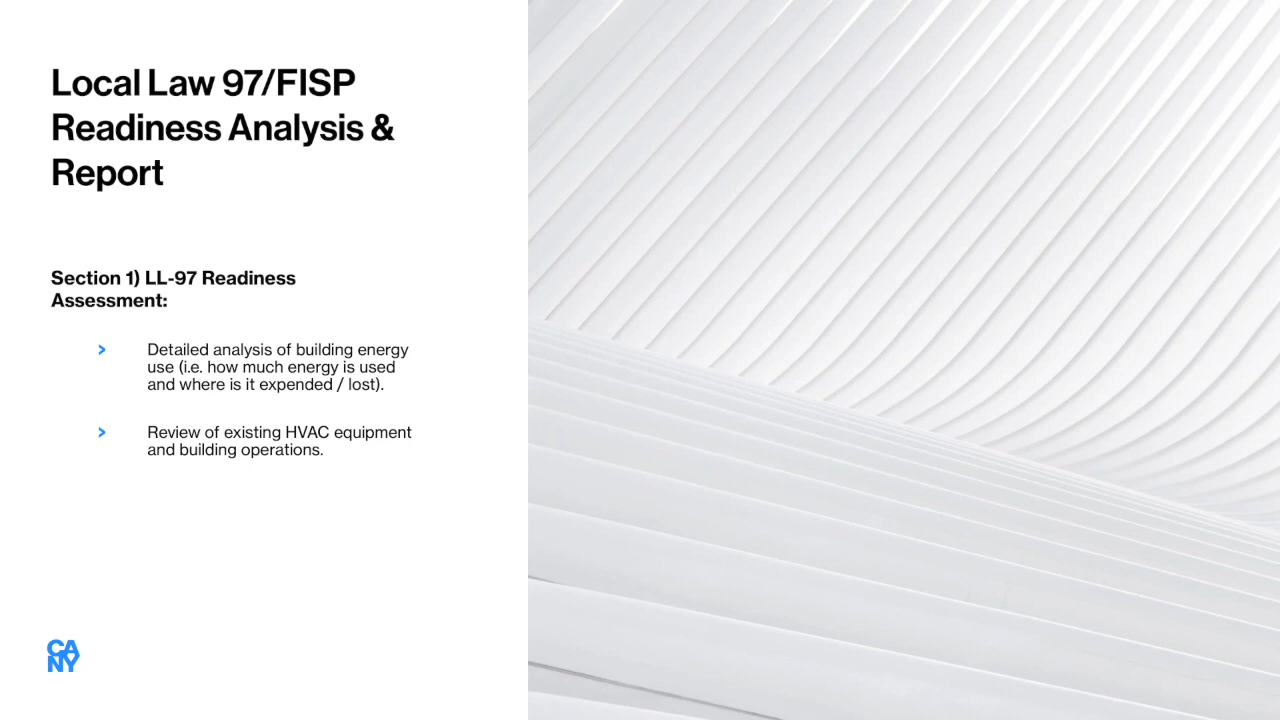 Local Law 97/FISP
Readiness Analysis &
Report
Section 1) LL-97 Readiness
Assessment:
> Detailed analysis of building energy
use (i.e. how much energy is used
and where is it expended / lost).
> Review of existing HVAC equipment
and building operations.
CA
NY